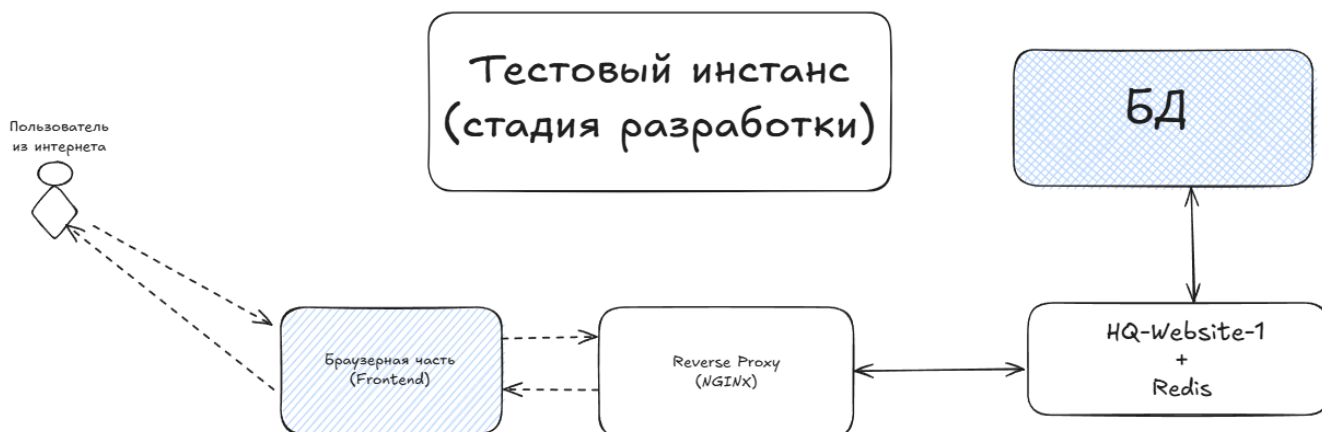 Тестовый инстанс
(стадия разработки)
БД
Пользователь
из интернета
Браузерная часть
(Frontend)
Reverse Proxy
(NGINX)
HQ-Website-1
+
Redis